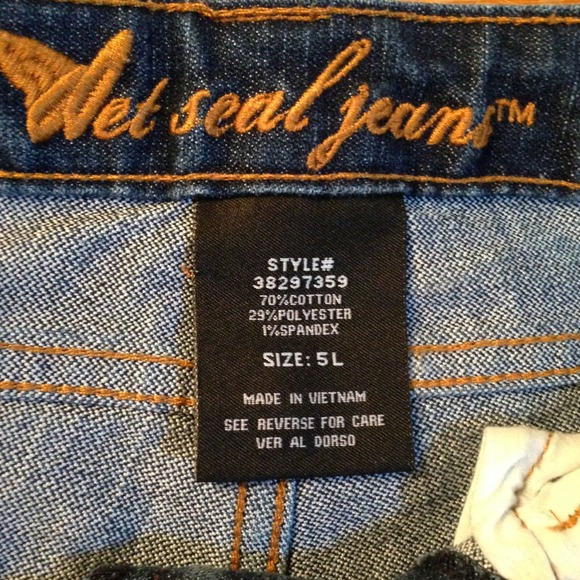 Wet seal jeans™
STYLE#
38297359
70%COTTON
29%POLYESTER
1%SPANDEX
SIZE: 5L
MADE IN VIETNAM
SEE REVERSE FOR CARE
VER AL DORSO